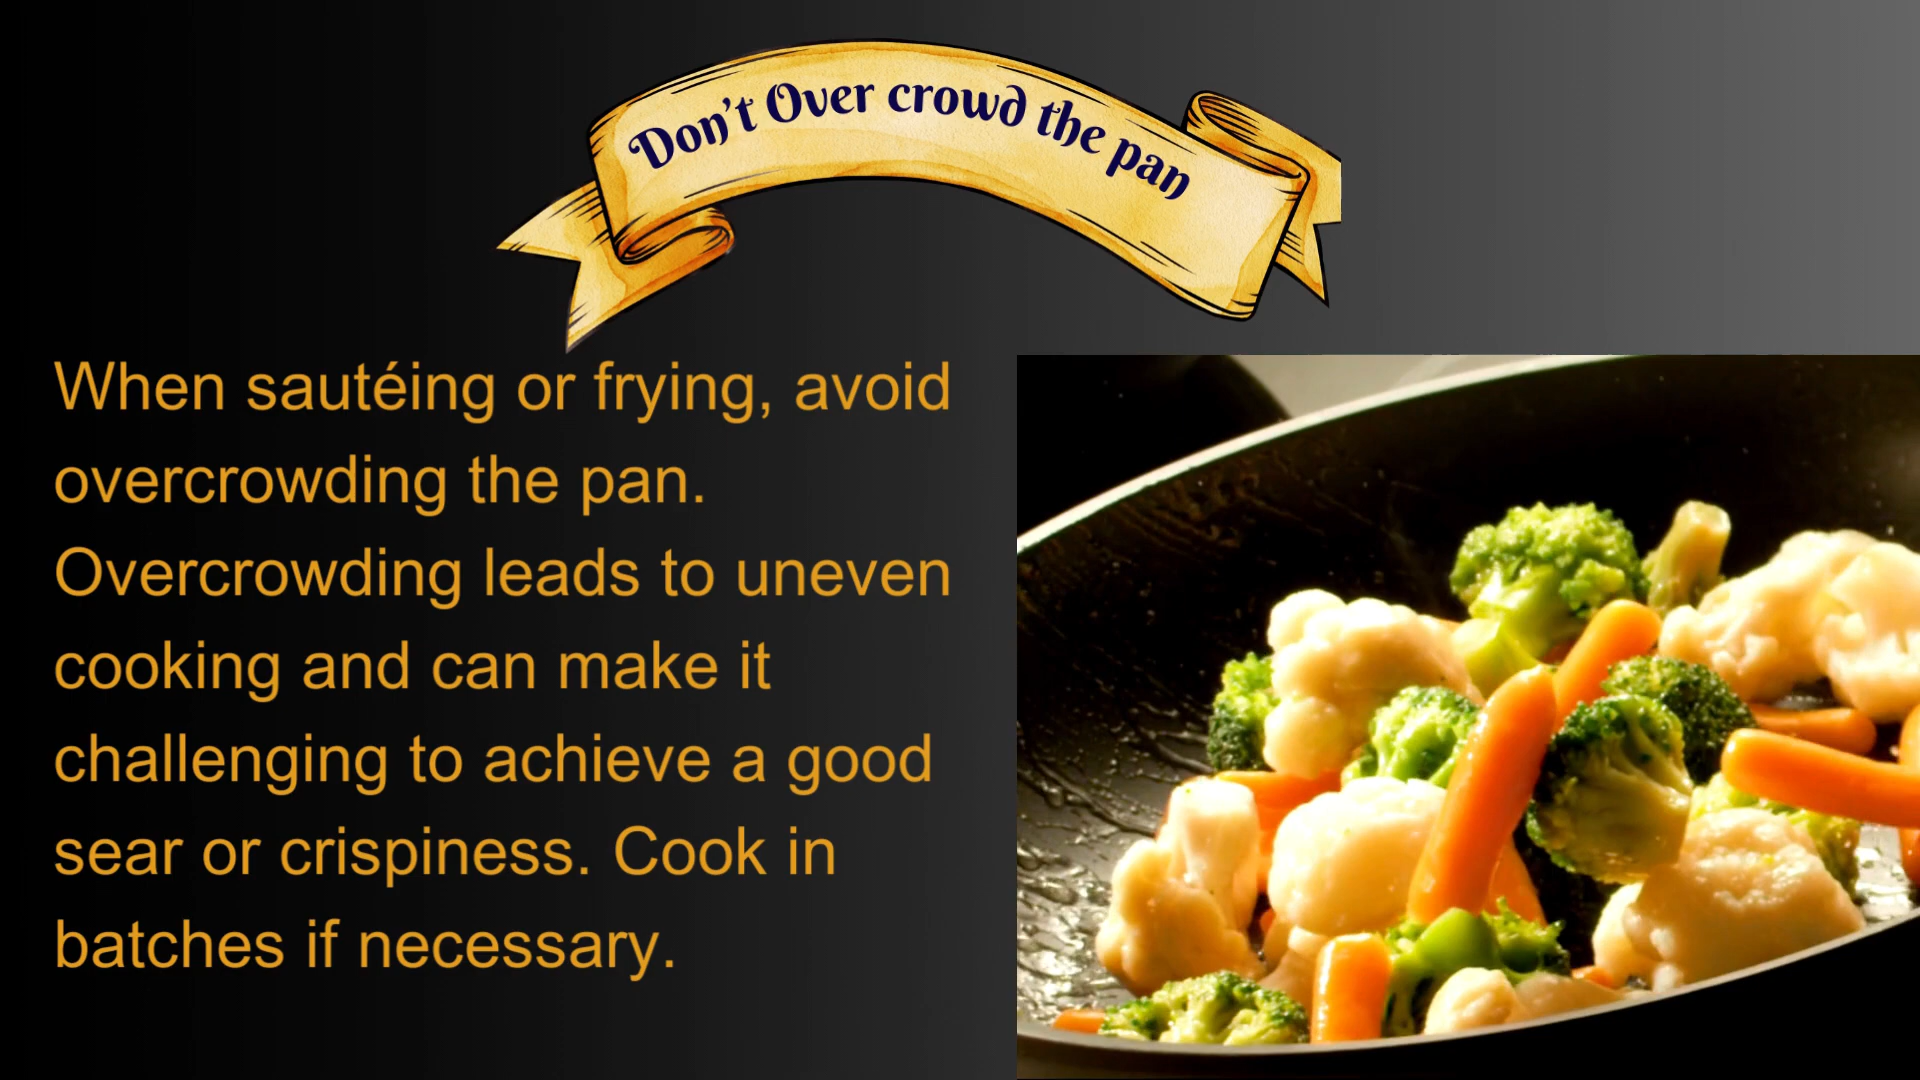 Don't Over crowd the pan
When sautéing or frying, avoid
overcrowding the pan.
Overcrowding leads to uneven
cooking and can make it
challenging to achieve a good
sear or crispiness. Cook in
batches if necessary.